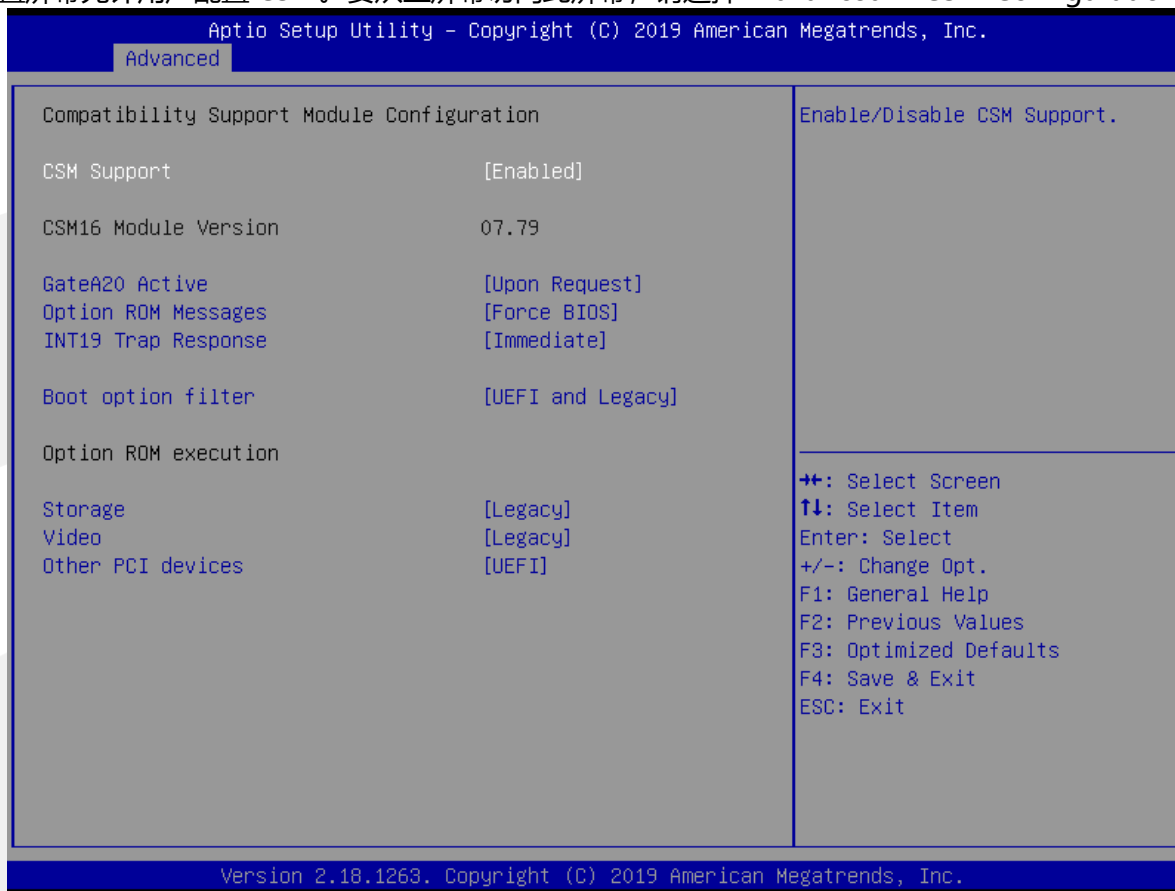 Aptio Setup Utility – Copyright (C) 2019 American Megatrends, Inc.
Advanced
Compatibility Support Module Configuration
Enable/Disable CSM Support.
CSM Support [Enabled]
CSM16 Module Version 07.79
GateA20 Active [Upon Request]
Option ROM Messages [Force BIOS]
INT19 Trap Response [Immediate]
Boot option filter [UEFI and Legacy]
Option ROM execution
Storage [Legacy]
Video [Legacy]
Other PCI devices [UEFI]
→←: Select Screen
↑↓: Select Item
Enter: Select
+/-: Change Opt.
F1: General Help
F2: Previous Values
F3: Optimized Defaults
F4: Save & Exit
ESC: Exit
Version 2.18.1263. Copyright (C) 2019 American Megatrends, Inc.